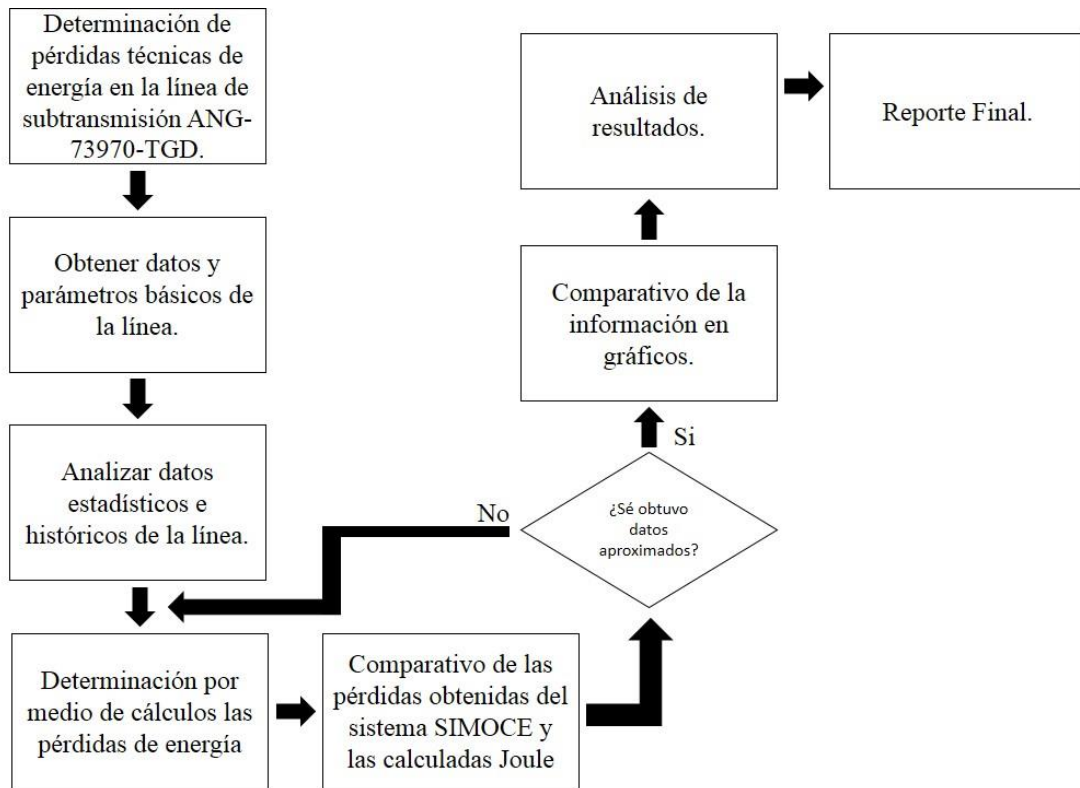 Determinación de
pérdidas técnicas de
energía en la línea de
subtransmisión ANG-
73970-TGD.
Obtener datos y
parámetros básicos de
la línea.
Analizar datos
estadísticos e
históricos de la línea.
Determinación por
medio de cálculos las
pérdidas de energía
Comparativo de las
pérdidas obtenidas del
sistema SIMOCE y
las calculadas Joule
¿Sé obtuvo
datos
aproximados?
No
Si
Comparativo de la
información en
gráficos.
Análisis de
resultados.
Reporte Final.